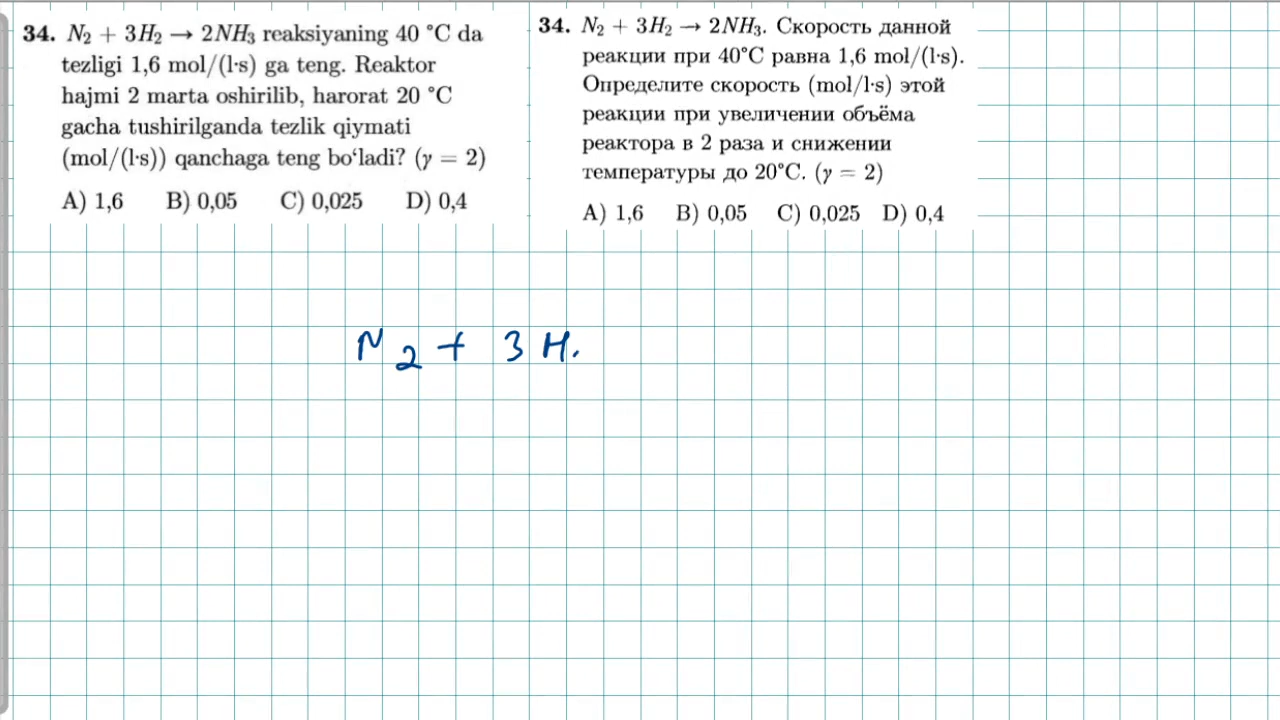 34. N₂ + 3H₂ → 2NH₃ reaksiyaning 40 °C da
tezligi 1,6 mol/(l·s) ga teng. Reaktor
hajmi 2 marta oshirilib, harorat 20 °C
gacha tushirilganda tezlik qiymati
(mol/(l·s)) qanchaga teng bo‘ladi? (γ = 2)
A) 1,6 B) 0,05 C) 0,025 D) 0,4
34. N₂ + 3H₂ → 2NH₃. Скорость данной
реакции при 40°C равна 1,6 mol/(l·s).
Определите скорость (mol/l·s) этой
реакции при увеличении объёма
реактора в 2 раза и снижении
температуры до 20°C. (γ = 2)
A) 1,6 B) 0,05 C) 0,025 D) 0,4
N₂ + 3 H.